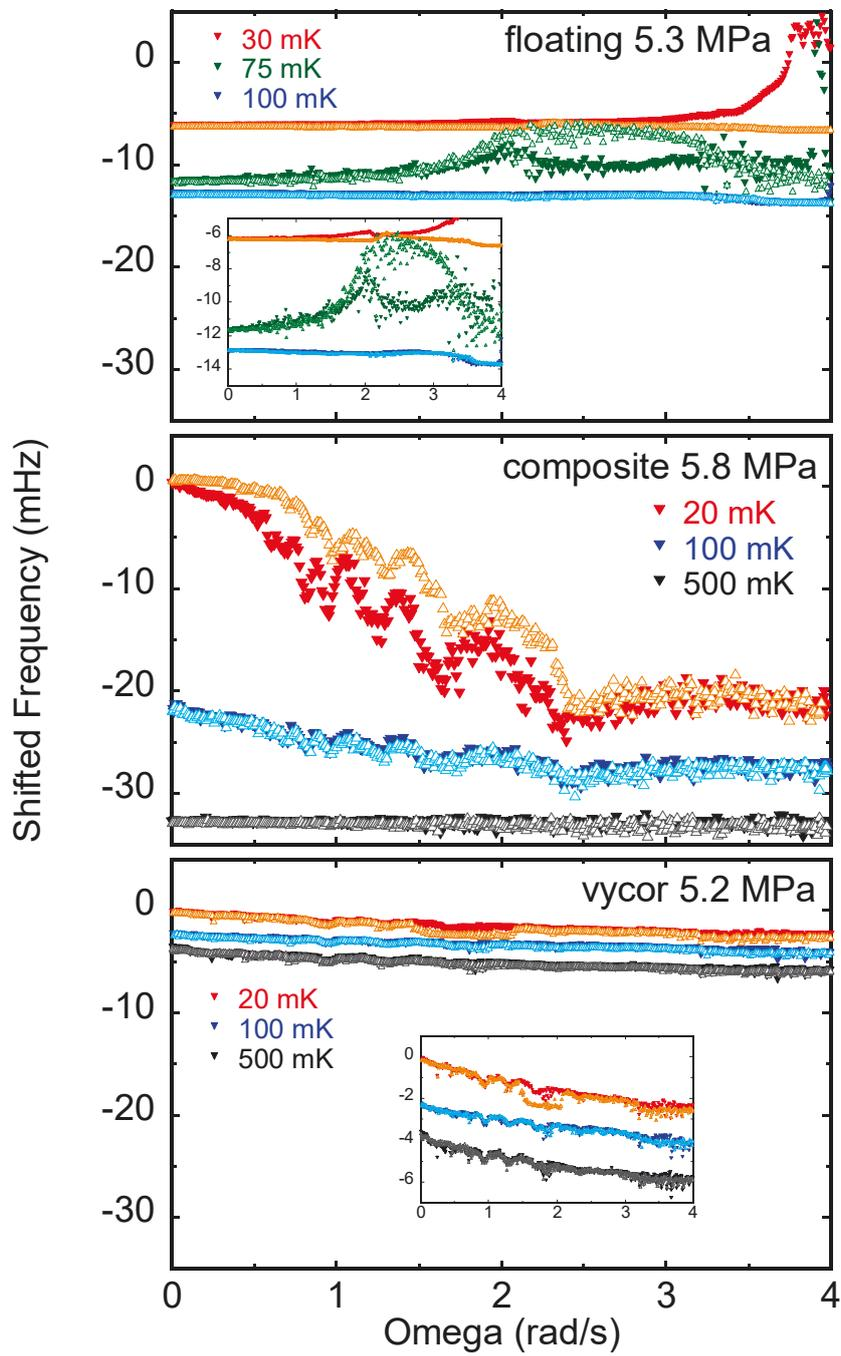 Shifted Frequency (mHz)
floating 5.3 MPa
30 mK
75 mK
100 mK
0
-10
-20
-30
-6
-8
-10
-12
-14
0 1 2 3 4
composite 5.8 MPa
20 mK
100 mK
500 mK
0
-10
-20
-30
vycor 5.2 MPa
0
-10
-20
-30
20 mK
100 mK
500 mK
0
-2
-4
-6
0 1 2 3 4
0 1 2 3 4
Omega (rad/s)